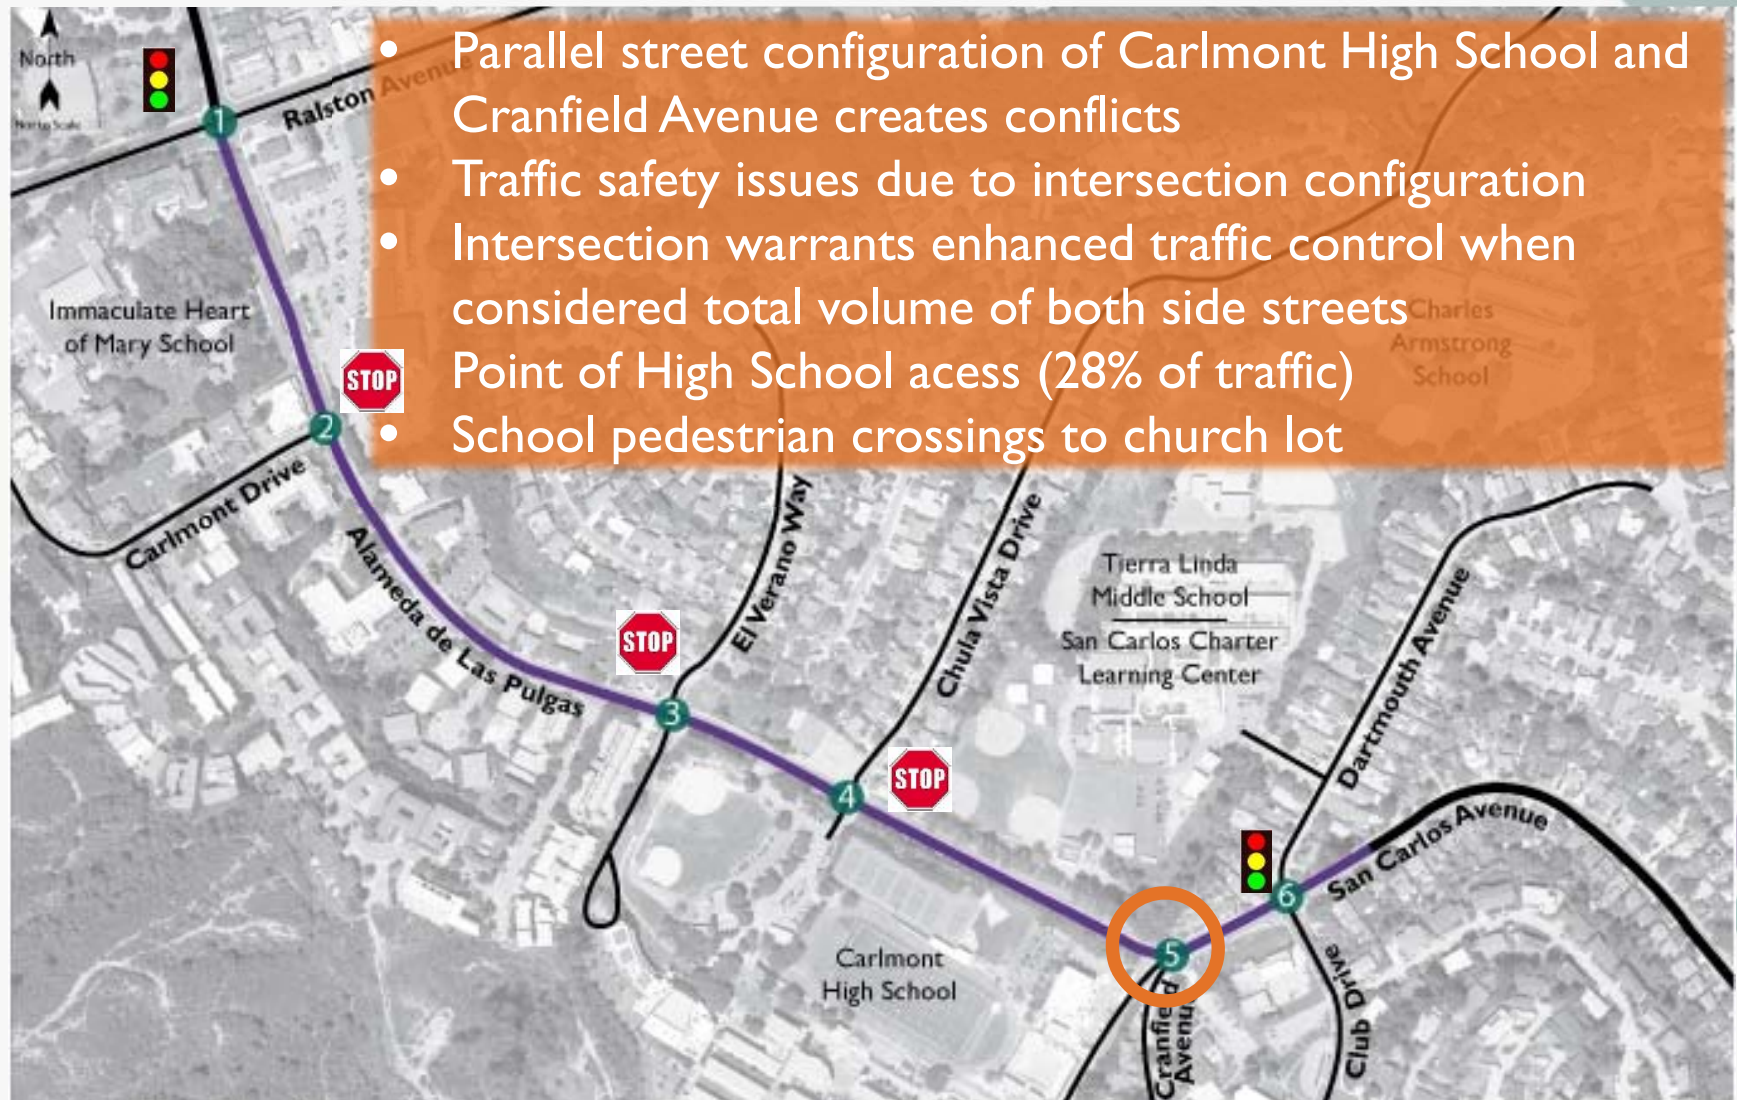 North
Not to Scale
1
Ralston Avenue
• Parallel street configuration of Carlmont High School and
Cranfield Avenue creates conflicts
• Traffic safety issues due to intersection configuration
• Intersection warrants enhanced traffic control when
considered total volume of both side streets
Point of High School acess (28% of traffic)
• School pedestrian crossings to church lot
Charles
Armstrong
School
Immaculate Heart
of Mary School
STOP
2
Carlmont Drive
Alameda de Las Pulgas
STOP
3
El Verano Way
Chula Vista Drive
STOP
4
Tierra Linda
Middle School
San Carlos Charter
Learning Center
Dartmouth Avenue
San Carlos Avenue
6
5
Carlmont
High School
Cranfield
Avenue
Club Drive